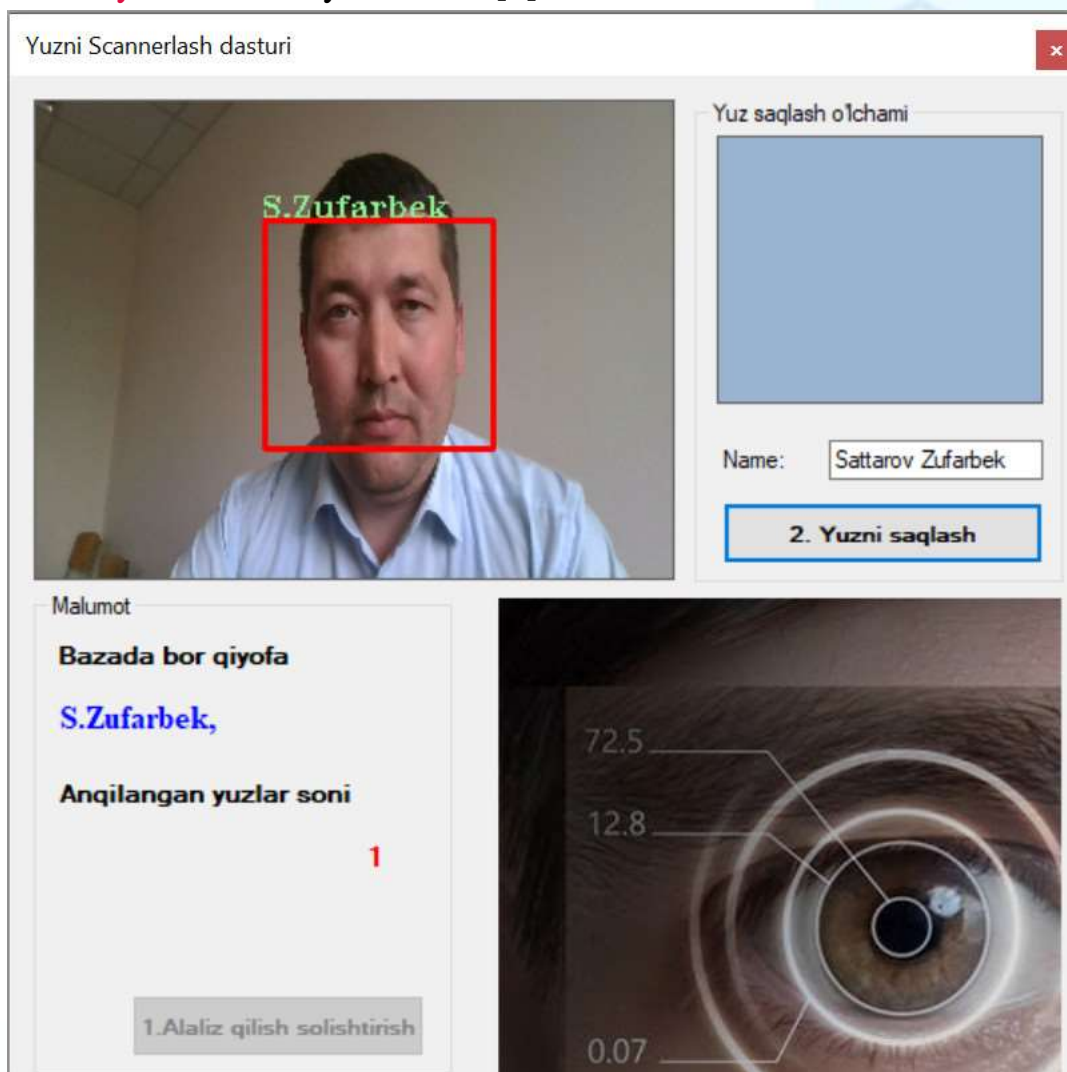 Yuzni Scannerlash dasturi
x
S.Zufarbek
Yuz saqlash o'lchami
Name:
Sattarov Zufarbek
2. Yuzni saqlash
Malumot
Bazada bor qiyofa
S.Zufarbek,
Anqilangan yuzlar soni
1
1.Alaliz qilish solishtirish
72.5
12.8
0.07